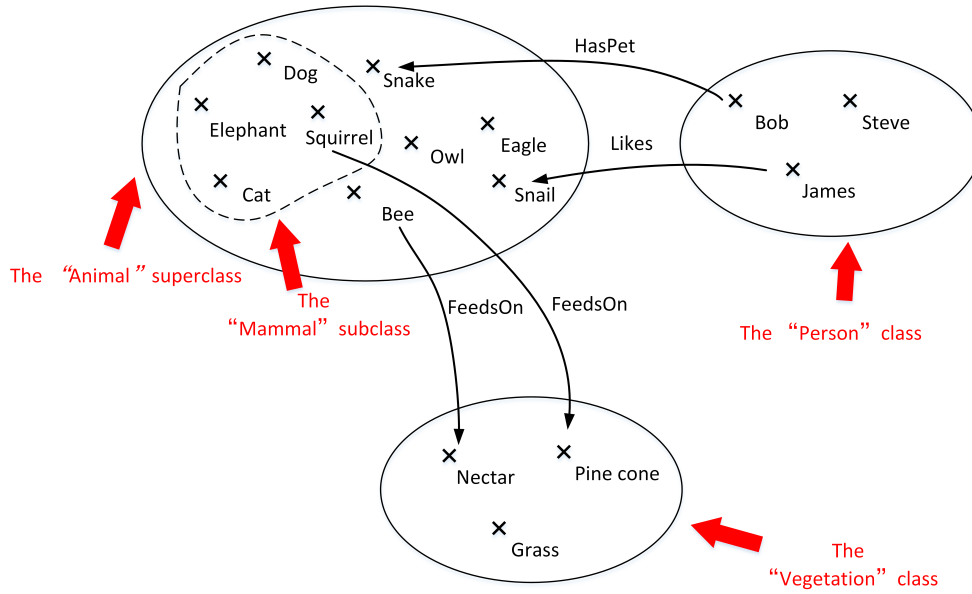 HasPet
Dog
Snake
Elephant
Squirrel
Owl
Eagle
Cat
Snail
Bee
Likes
Bob
Steve
James
The “Animal” superclass
The
“Mammal” subclass
FeedsOn
FeedsOn
The “Person” class
Nectar
Pine cone
Grass
The
“Vegetation” class